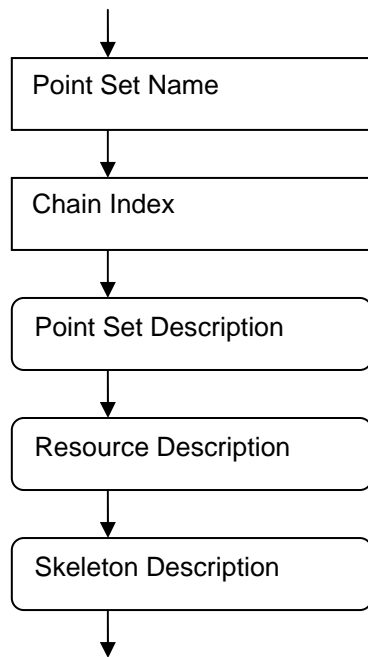 Point Set Name
Chain Index
Point Set Description
Resource Description
Skeleton Description